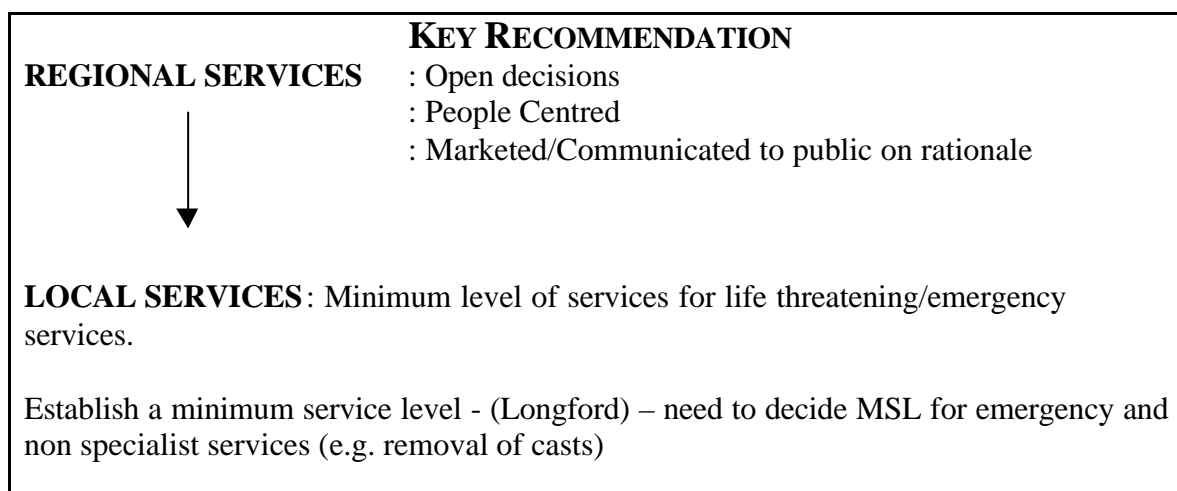 KEY RECOMMENDATION
REGIONAL SERVICES : Open decisions
: People Centred
: Marketed/Communicated to public on rationale
LOCAL SERVICES: Minimum level of services for life threatening/emergency
services.
Establish a minimum service level - (Longford) – need to decide MSL for emergency and
non specialist services (e.g. removal of casts)